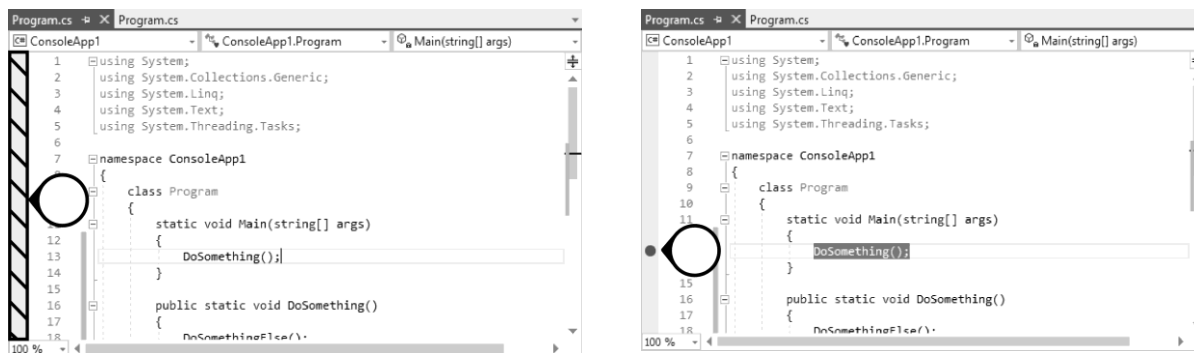 Program.cs Program.cs
C# ConsoleApp1 ConsoleApp1.Program Main(string[] args)
1 using System;
2 using System.Collections.Generic;
3 using System.Linq;
4 using System.Text;
5 using System.Threading.Tasks;
6
7 namespace ConsoleApp1
{
class Program
{
static void Main(string[] args)
12 {
13 DoSomething();
14 }
15
16 public static void DoSomething()
17 {
18 DoSomethingElse();
100 %
Program.cs Program.cs
C# ConsoleApp1 ConsoleApp1.Program Main(string[] args)
1 using System;
2 using System.Collections.Generic;
3 using System.Linq;
4 using System.Text;
5 using System.Threading.Tasks;
6
7 namespace ConsoleApp1
8 {
9 class Program
10 {
11 static void Main(string[] args)
{
DoSomething();
}
15
16 public static void DoSomething()
17 {
18 DoSomethingElse();
100 %